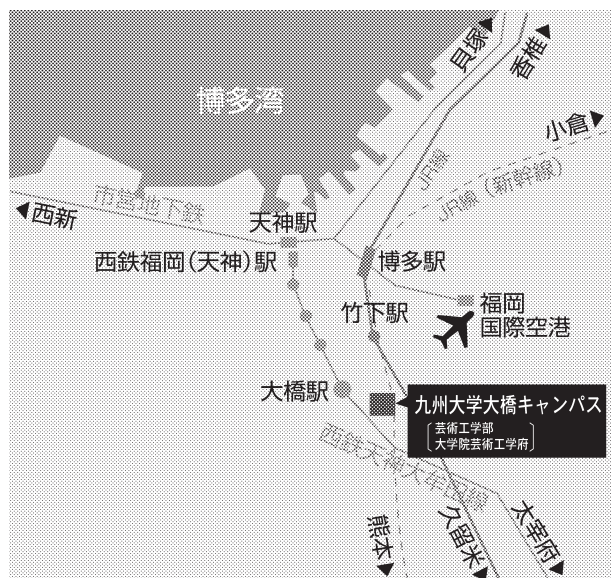 貝塚
香椎
博多湾
小倉
JR線
JR線（新幹線）
市営地下鉄
西新
天神駅
西鉄福岡（天神）駅
博多駅
福岡
国際空港
竹下駅
大橋駅
九州大学大橋キャンパス
芸術工学部
大学院芸術工学府
西鉄天神大牟田線
熊本
久留米
太宰府